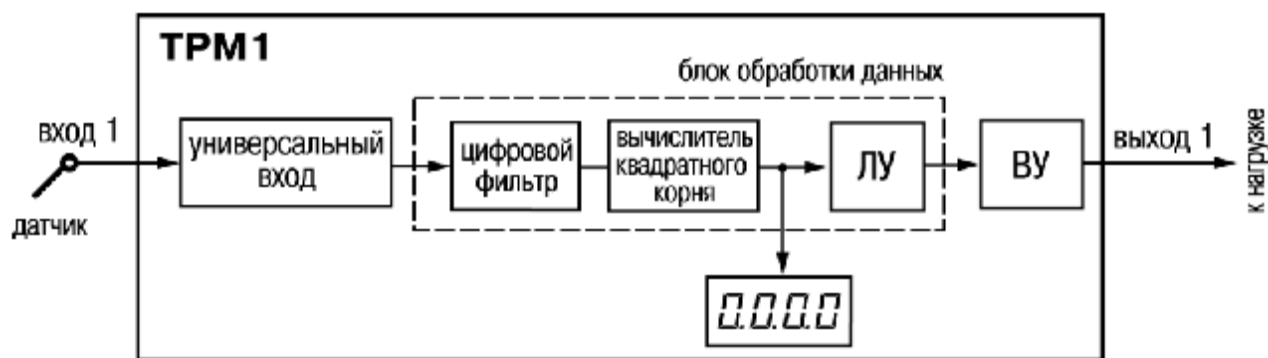 ТРМ1
блок обработки данных
вход 1
датчик
универсальный
вход
цифровой
фильтр
вычислитель
квадратного
корня
ЛУ
ВУ
выход 1
к нагрузке
0.0.0.0